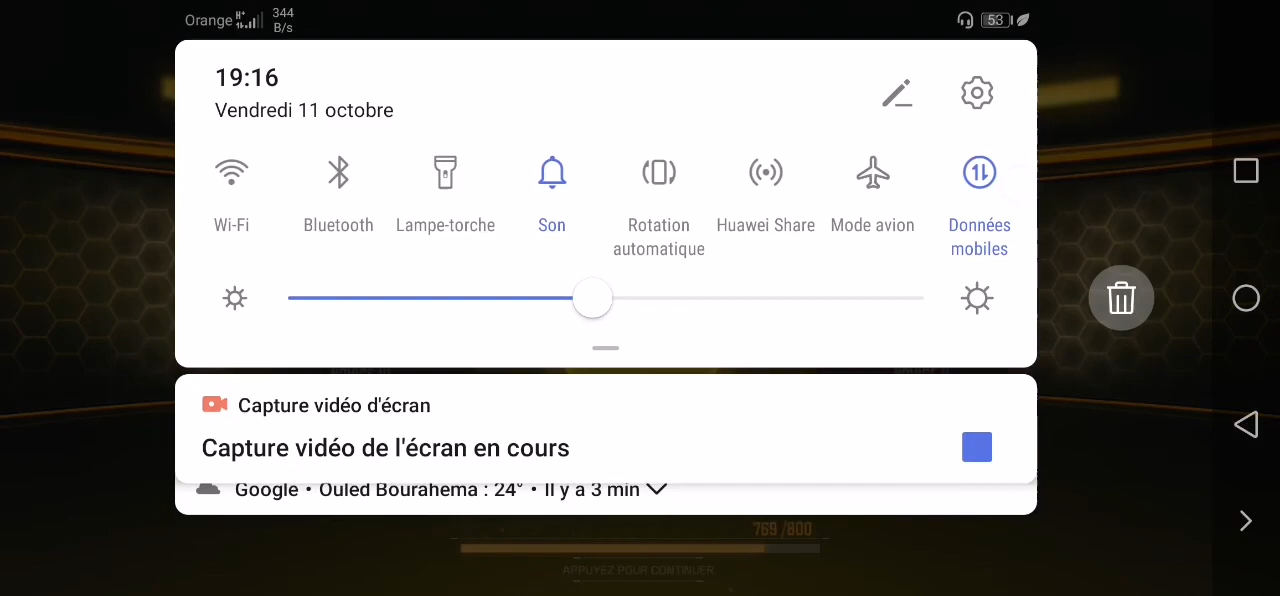 Orange H+ 344
B/s
53
19:16
Vendredi 11 octobre
Wi-Fi
Bluetooth
Lampe-torche
Son
Rotation
automatique
Huawei Share
Mode avion
Données
mobiles
Capture vidéo d'écran
Capture vidéo de l'écran en cours
Google • Ouled Bourahema : 24° • Il y a 3 min
769 /800
APPUYEZ POUR CONTINUER